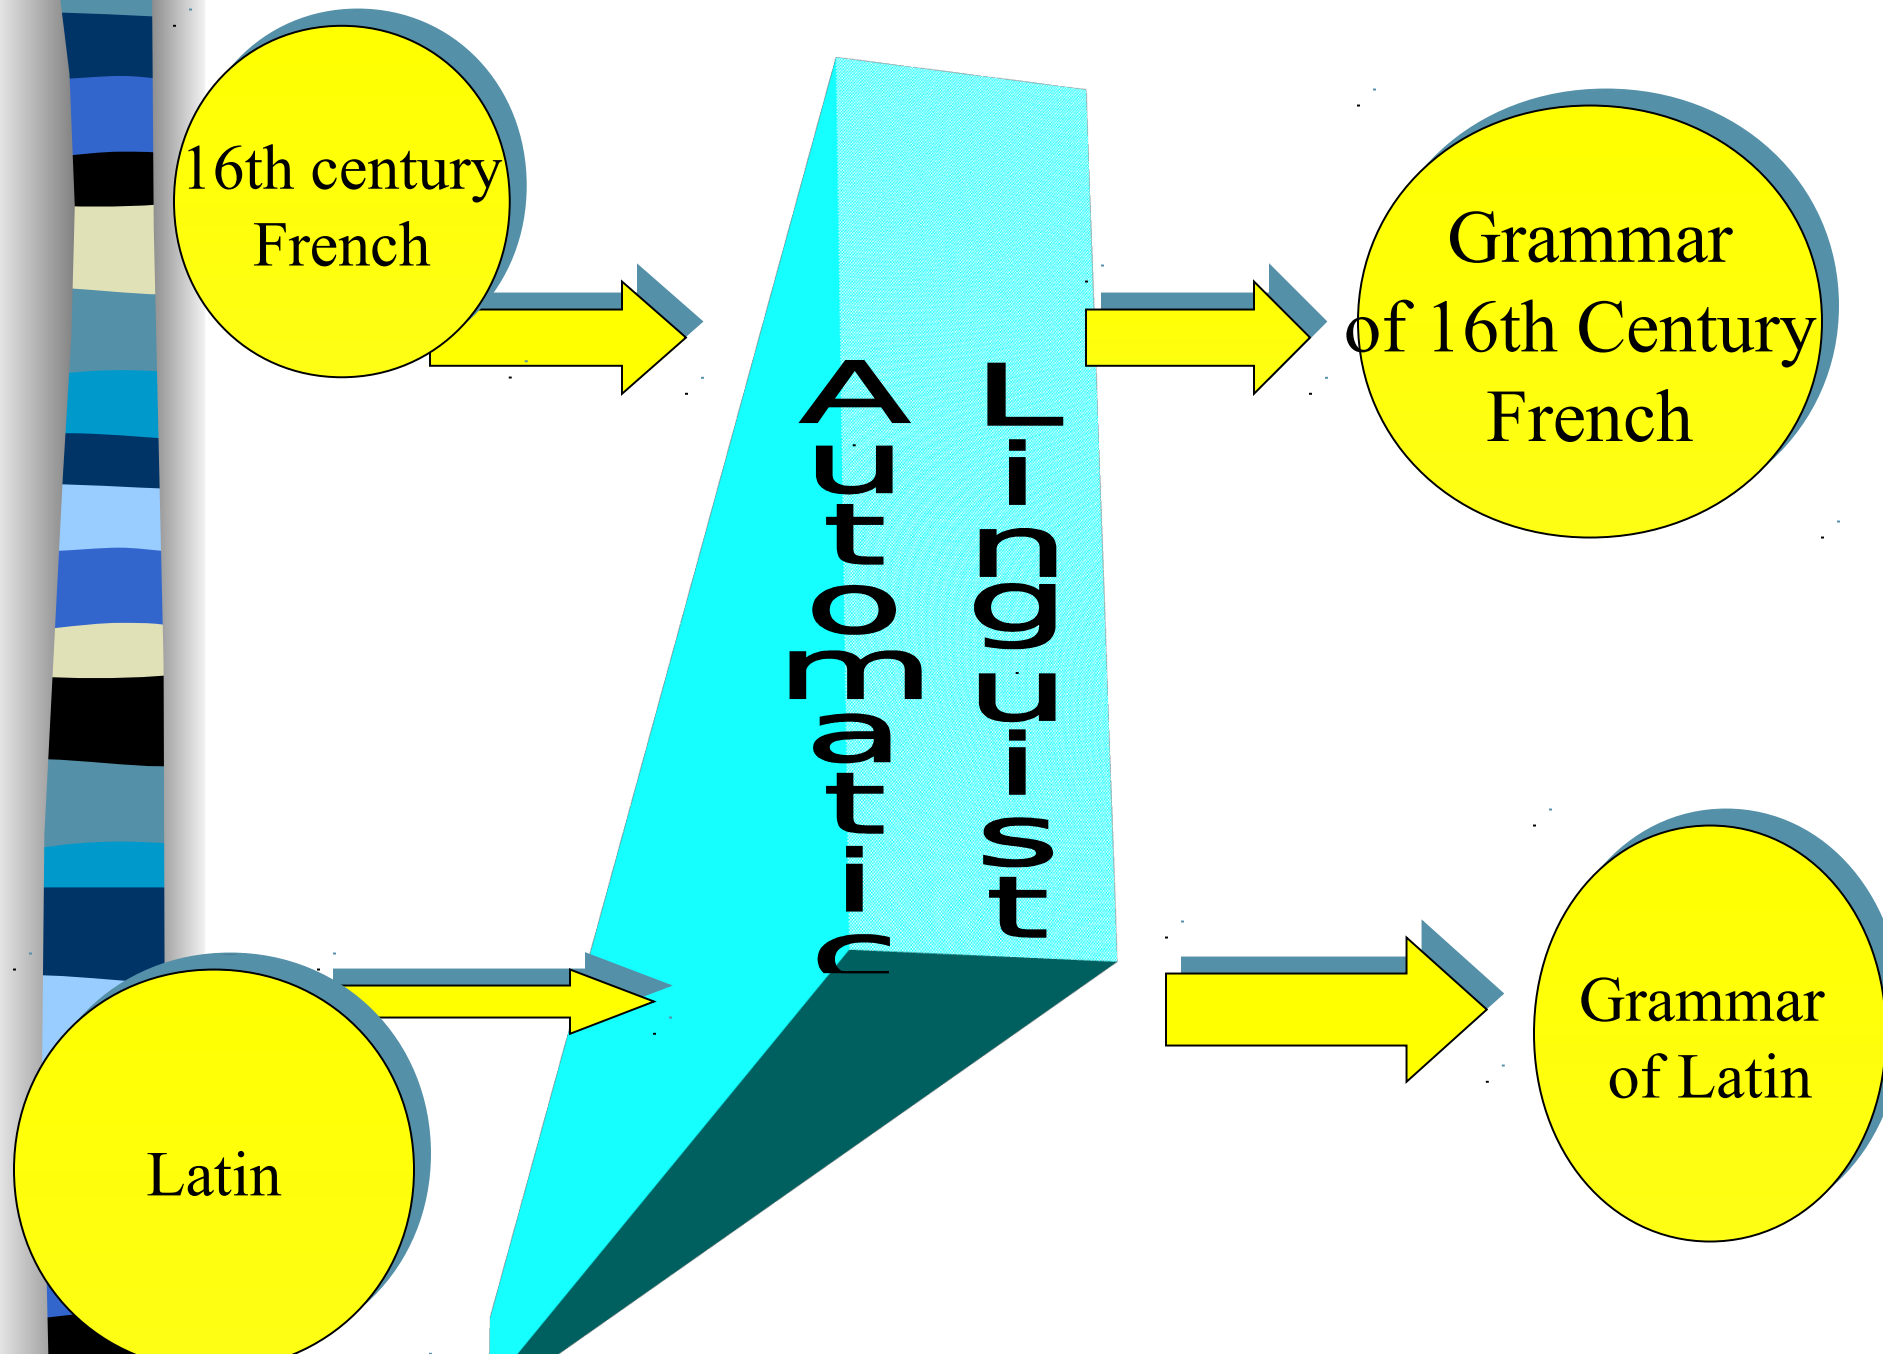 16th century
French
Automatic
Linguist
Grammar
of 16th Century
French
Latin
Grammar
of Latin